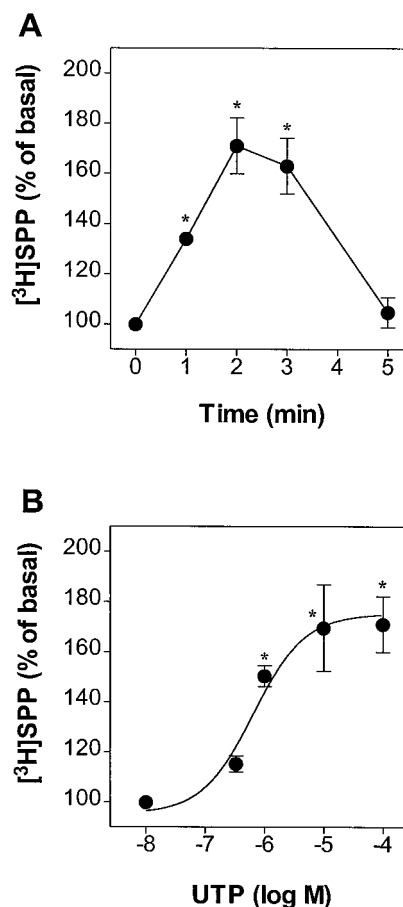 A
[³H]SPP (% of basal)
200
180
160
140
120
100
*
*
*
0 1 2 3 4 5
Time (min)
B
[³H]SPP (% of basal)
200
180
160
140
120
100
*
*
*
-8 -7 -6 -5 -4
UTP (log M)